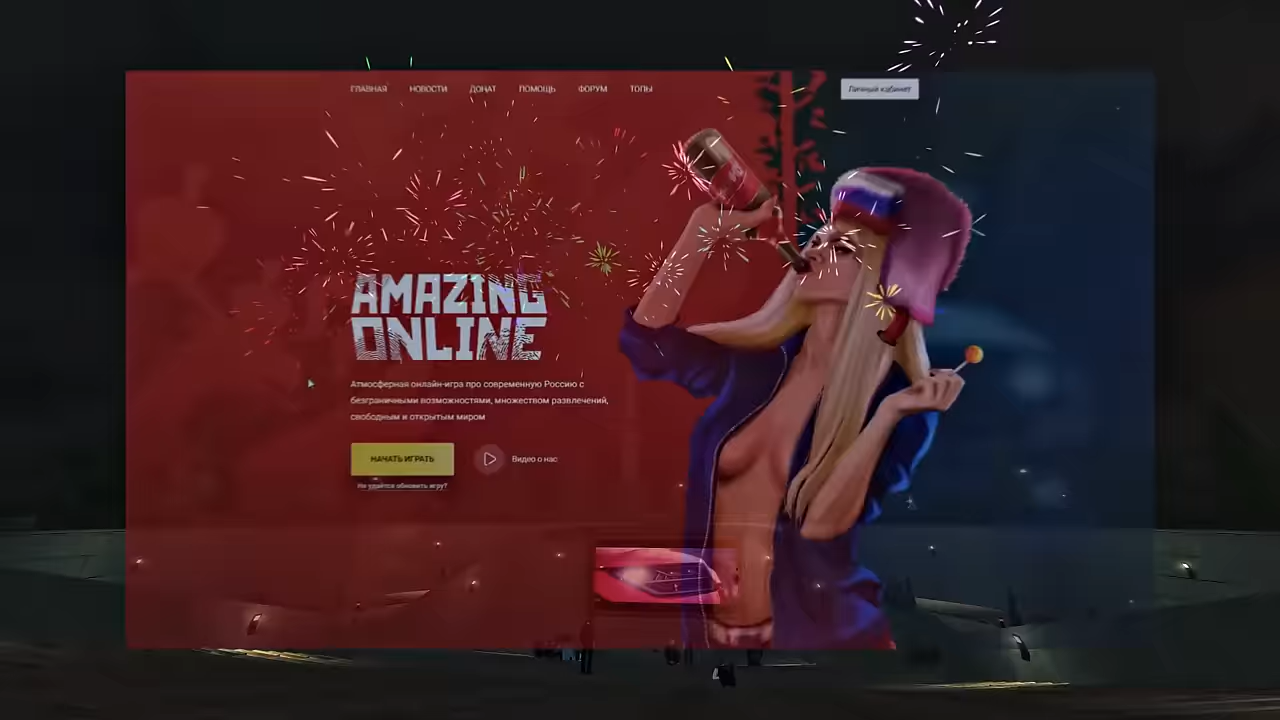 ГЛАВНАЯ НОВОСТИ ДОНАТ ПОМОЩЬ ФОРУМ ТОПЫ Личный кабинет
AMAZING
ONLINE
Атмосферная онлайн-игра про современную Россию с
безграничными возможностями, множеством развлечений,
свободным и открытым миром
НАЧАТЬ ИГРАТЬ Видео о нас
Не удаётся обновить игру?